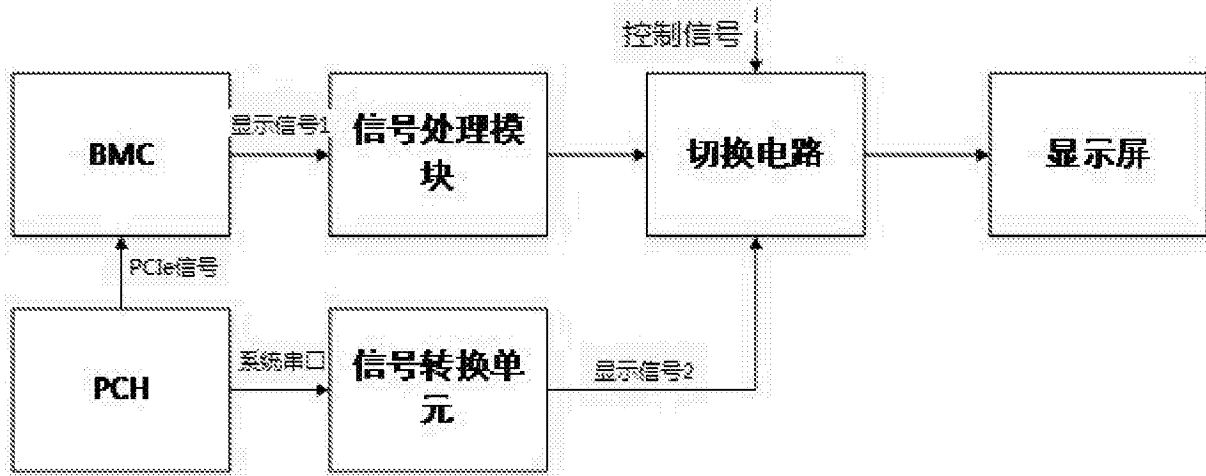 控制信号
BMC
显示信号1
信号处理模
块
切换电路
显示屏
PCIe信号
PCH
系统串口
信号转换单
元
显示信号2